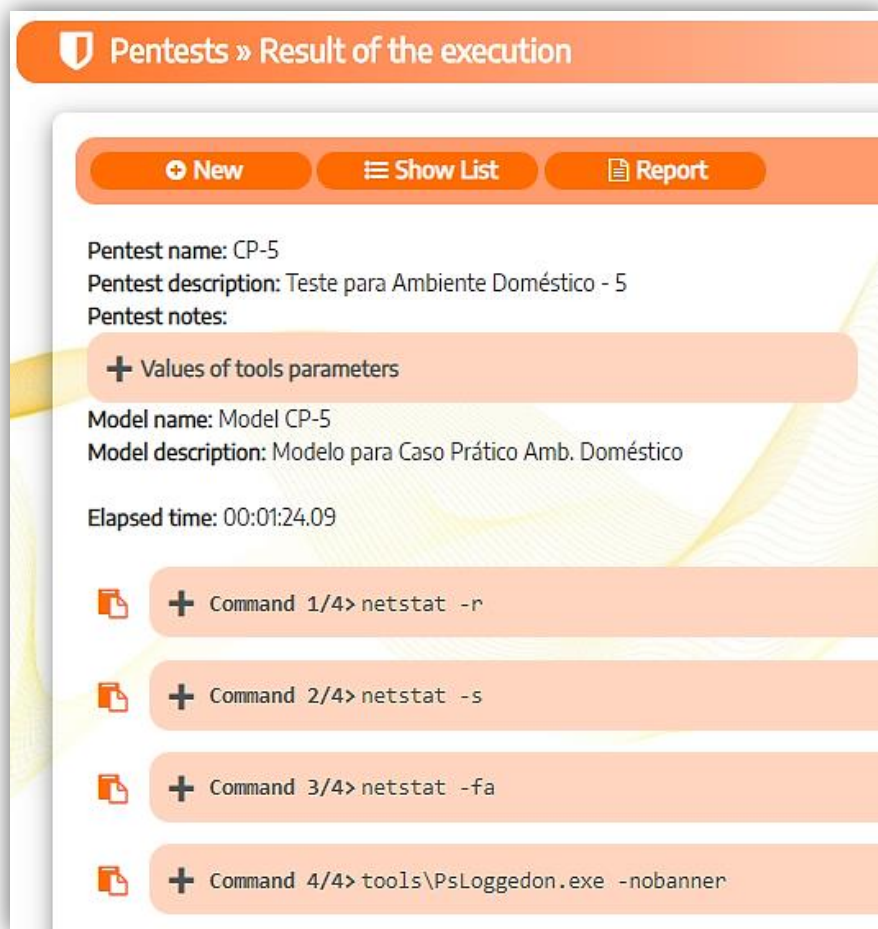 Pentests » Result of the execution
New Show List Report
Pentest name: CP-5
Pentest description: Teste para Ambiente Doméstico - 5
Pentest notes:
Values of tools parameters
Model name: Model CP-5
Model description: Modelo para Caso Prático Amb. Doméstico
Elapsed time: 00:01:24.09
Command 1/4> netstat -r
Command 2/4> netstat -s
Command 3/4> netstat -fa
Command 4/4> tools\PsLoggedon.exe -nobanner